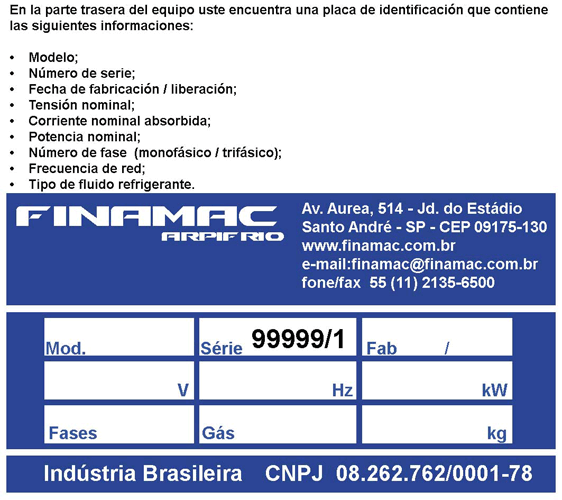 En la parte trasera del equipo uste encuentra una placa de identificación que contiene
las siguientes informaciones:
• Modelo;
• Número de serie;
• Fecha de fabricación / liberación;
• Tensión nominal;
• Corriente nominal absorbida;
• Potencia nominal;
• Número de fase (monofásico / trifásico);
• Frecuencia de red;
• Tipo de fluido refrigerante.
FINAMAC
ARPIFRIO
Av. Aurea, 514 - Jd. do Estádio
Santo André - SP - CEP 09175-130
www.finamac.com.br
e-mail:finamac@finamac.com.br
fone/fax 55 (11) 2135-6500
Mod. Série 99999/1 Fab /
V Hz kW
Fases Gás kg
Indústria Brasileira CNPJ 08.262.762/0001-78